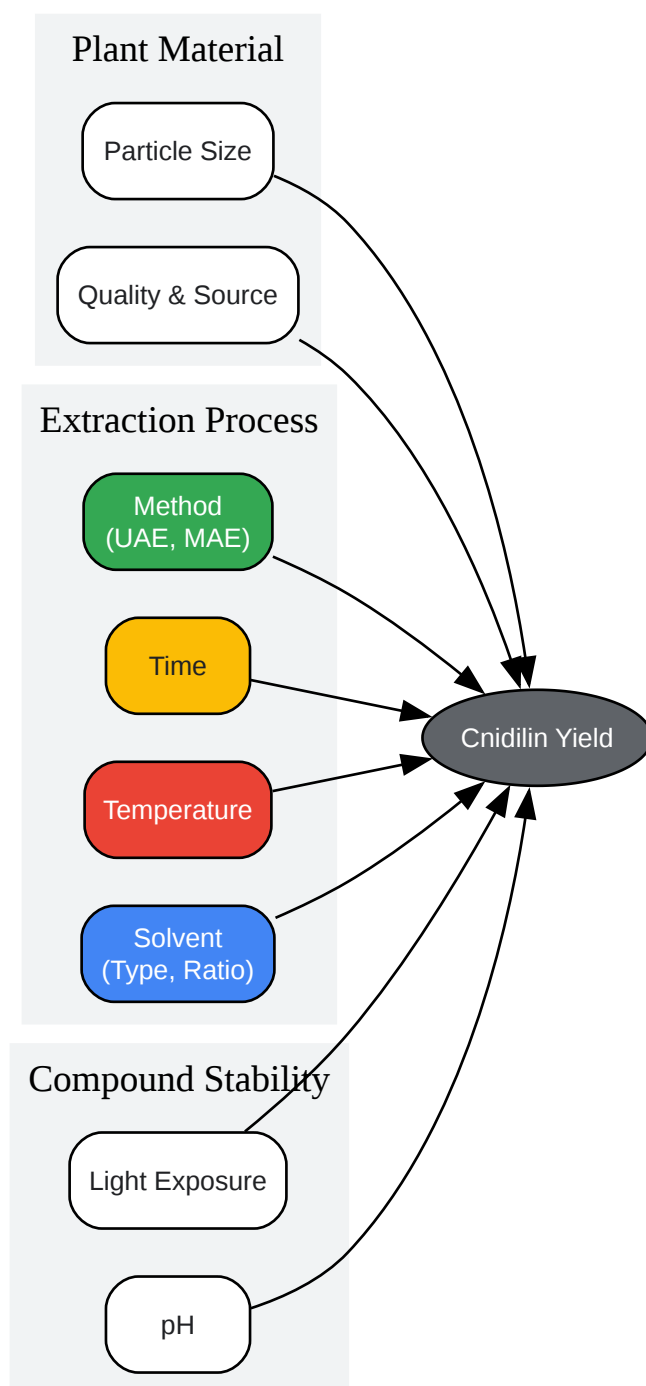 Plant Material
Particle Size
Quality & Source
Extraction Process
Method
(UAE, MAE)
Time
Temperature
Solvent
(Type, Ratio)
Cnidilin Yield
Compound Stability
Light Exposure
pH